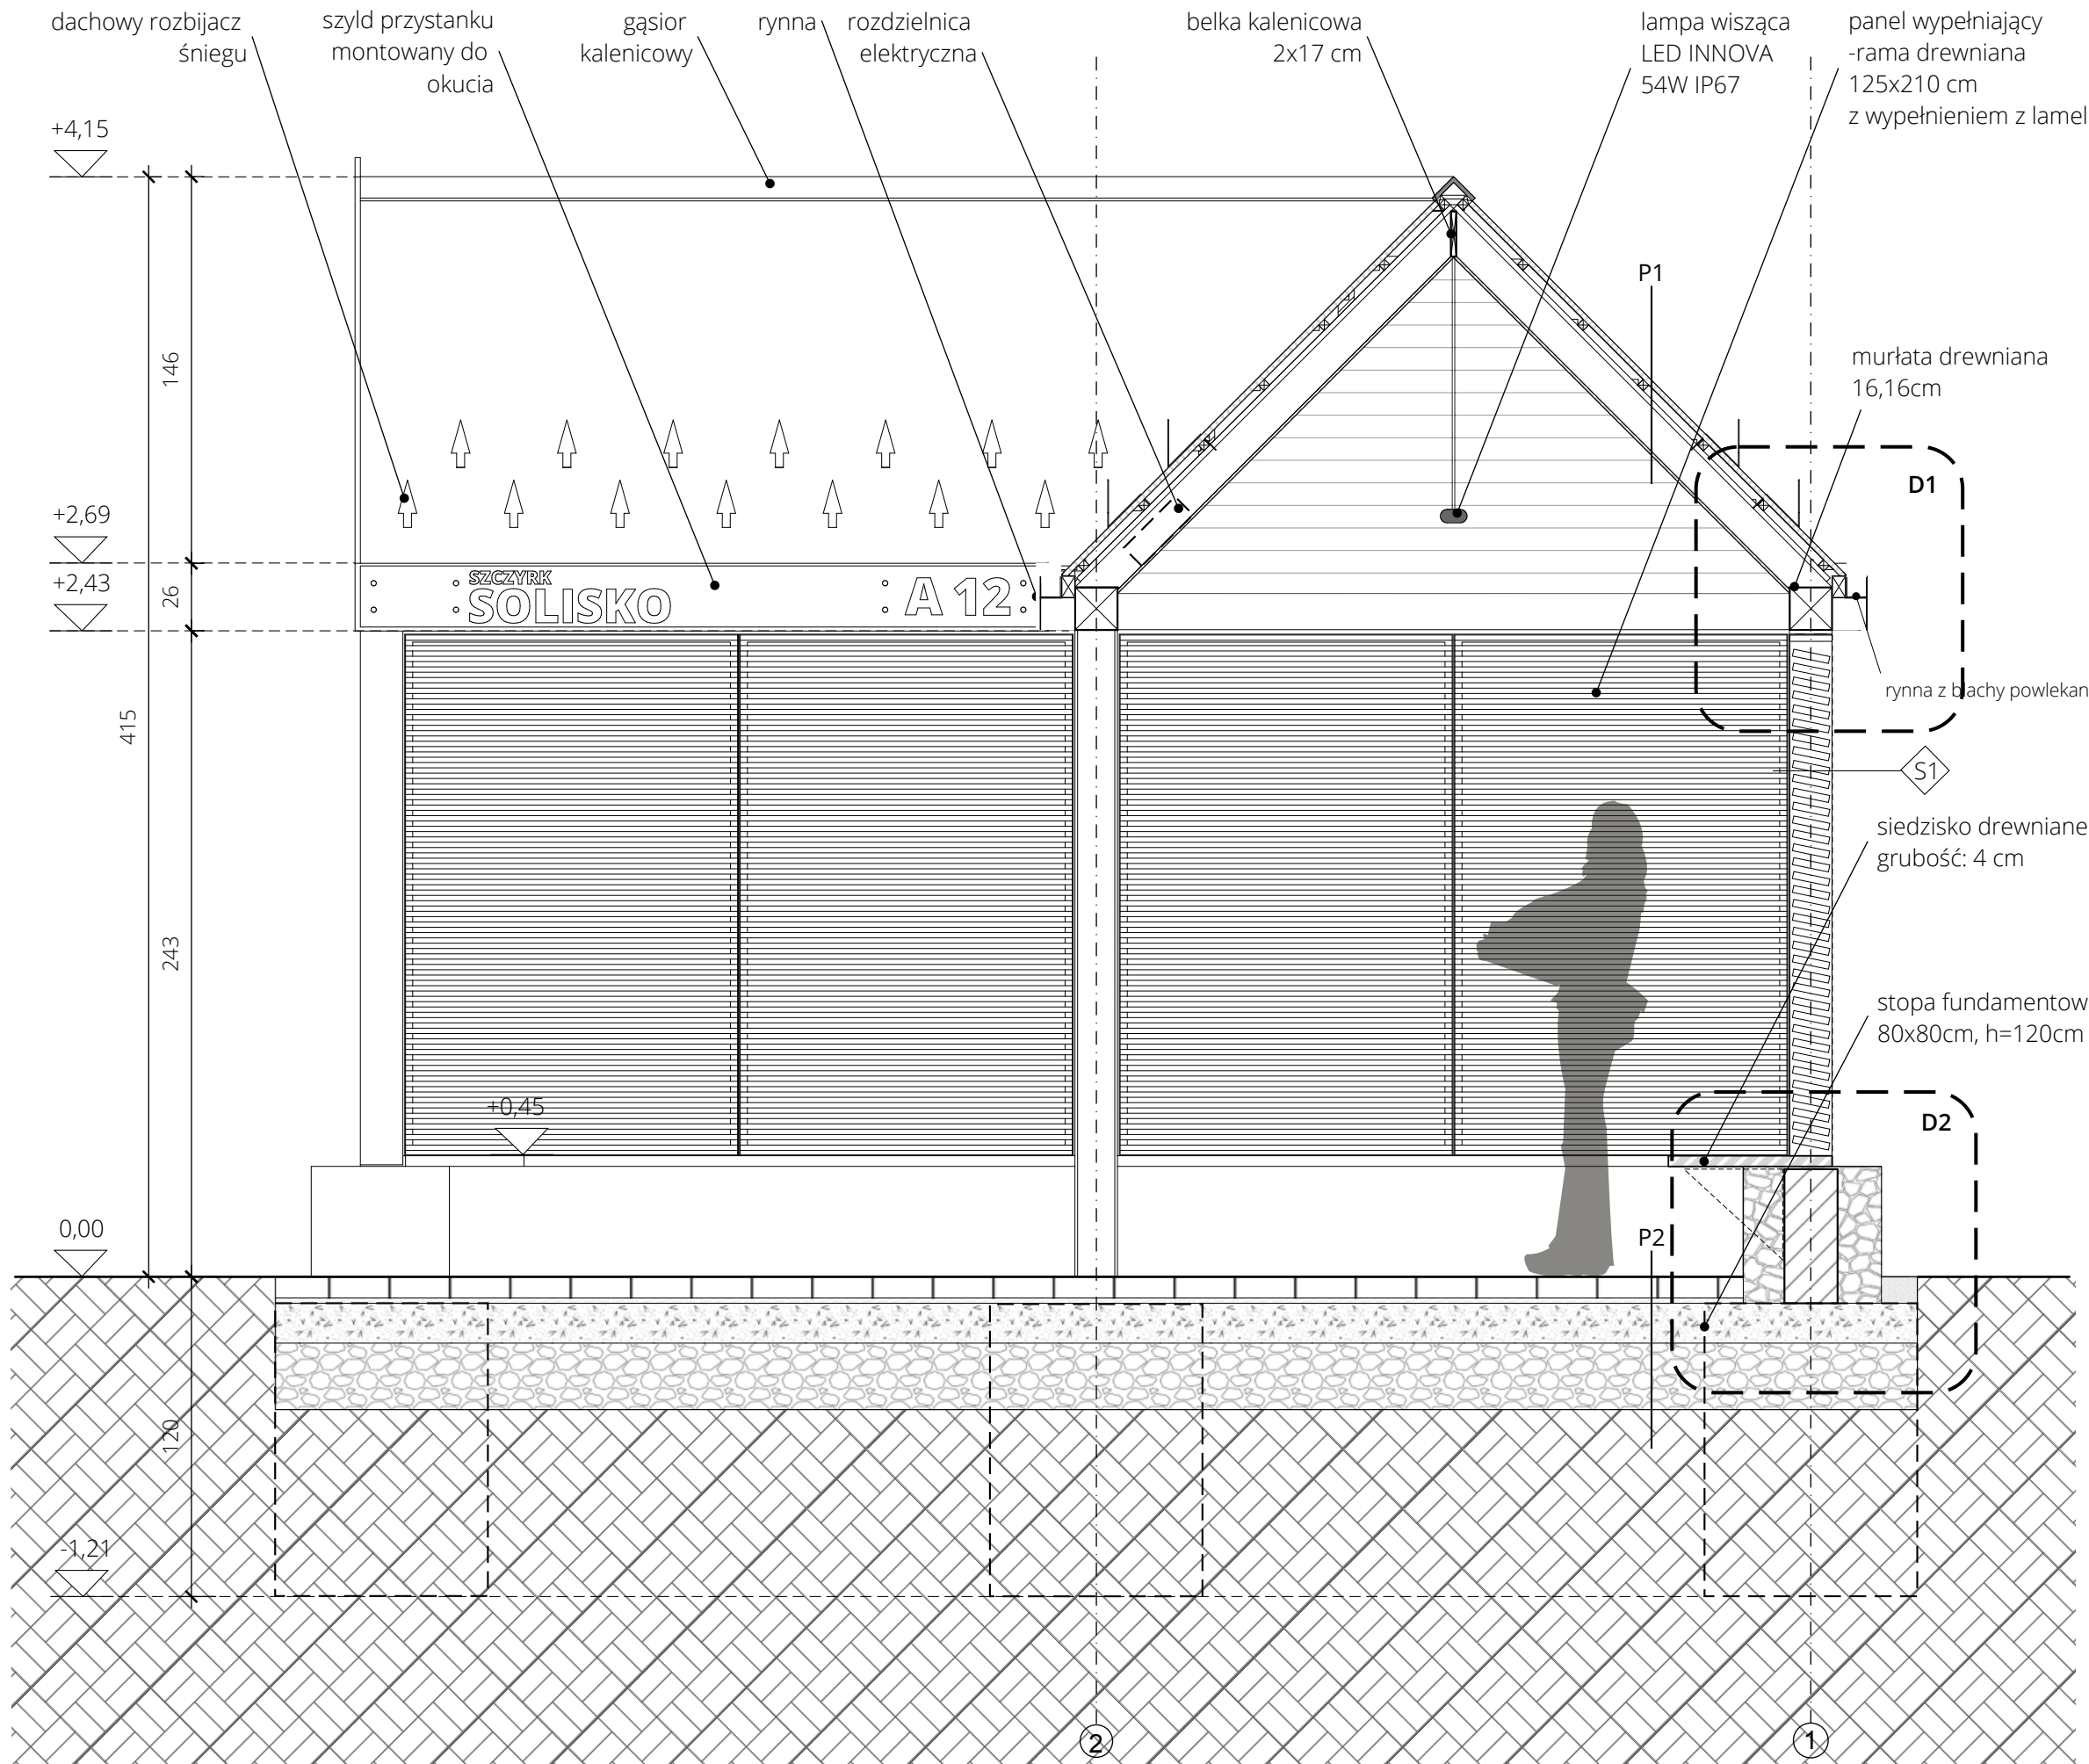 dachowy rozbijacz
śniegu
szyld przystanku
montowany do
okucia
gąsior
kalenicowy
rynna
rozdzielnica
elektryczna
belka kalenicowa
2x17 cm
lampa wisząca
LED INNOVA
54W IP67
panel wypełniający
-rama drewniana
125x210 cm
z wypełnieniem z lamel
+4,15
P1
146
murłata drewniana
16,16cm
D1
+2,69
+2,43
26
SZCZYRK
SOLISKO
A 12
rynna z blachy powlekan
415
S1
siedzisko drewniane
grubość: 4 cm
243
stopa fundamentow
80x80cm, h=120cm
+0,45
D2
0,00
P2
120
-1,21
2
1